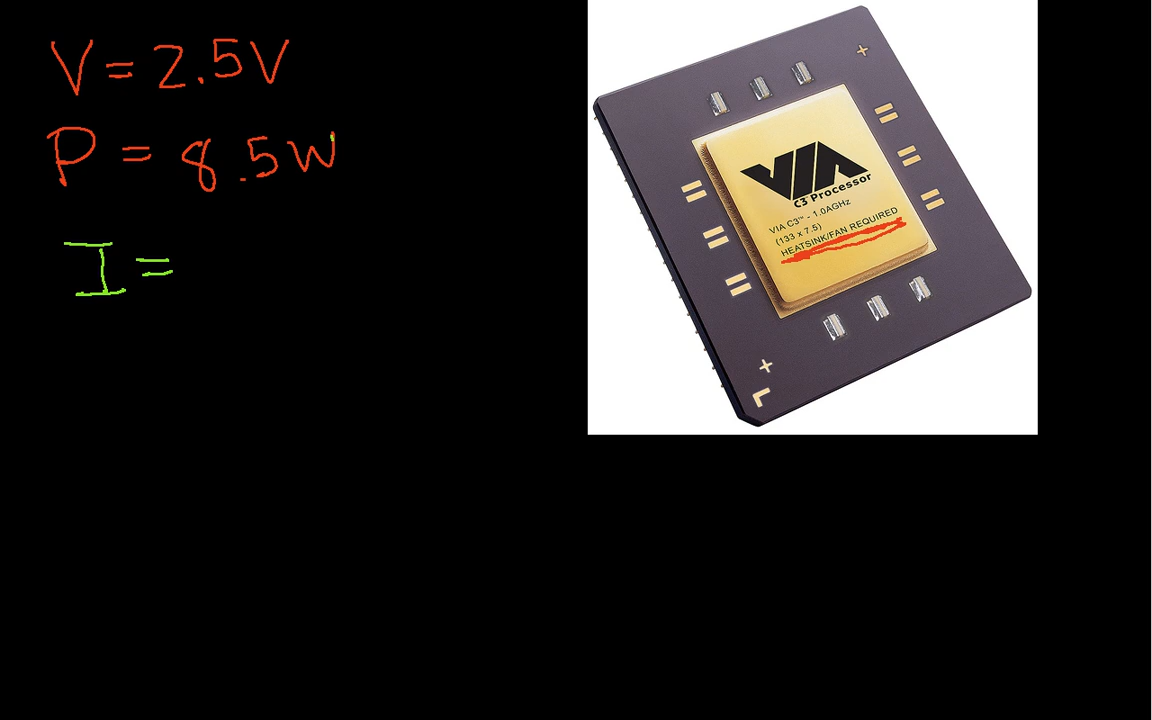 V = 2.5V
P = 8.5W
I =
VIA
C3 Processor
VIA C3™ - 1.0AGHz
(133 x 7.5)
HEATSINK/FAN REQUIRED